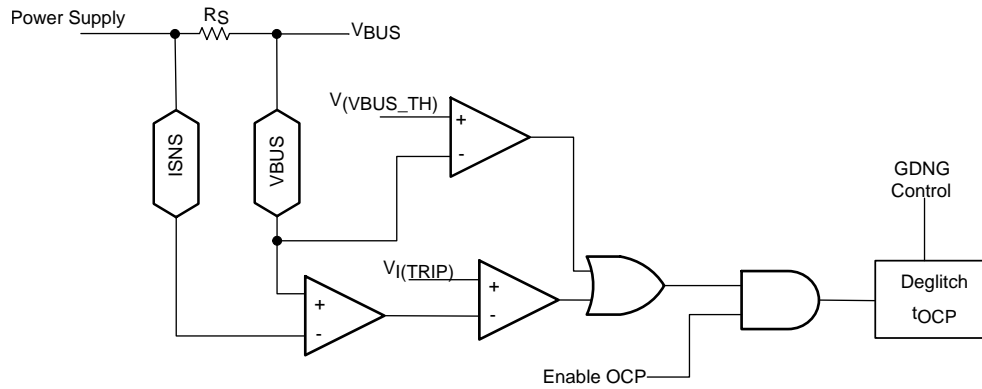 Power Supply
RS
VBUS
ISNS
VBUS
V(VBUS_TH)
+
-
VI(TRIP)
+
-
+
-
GDNG
Control
Deglitch
tOCP
Enable OCP